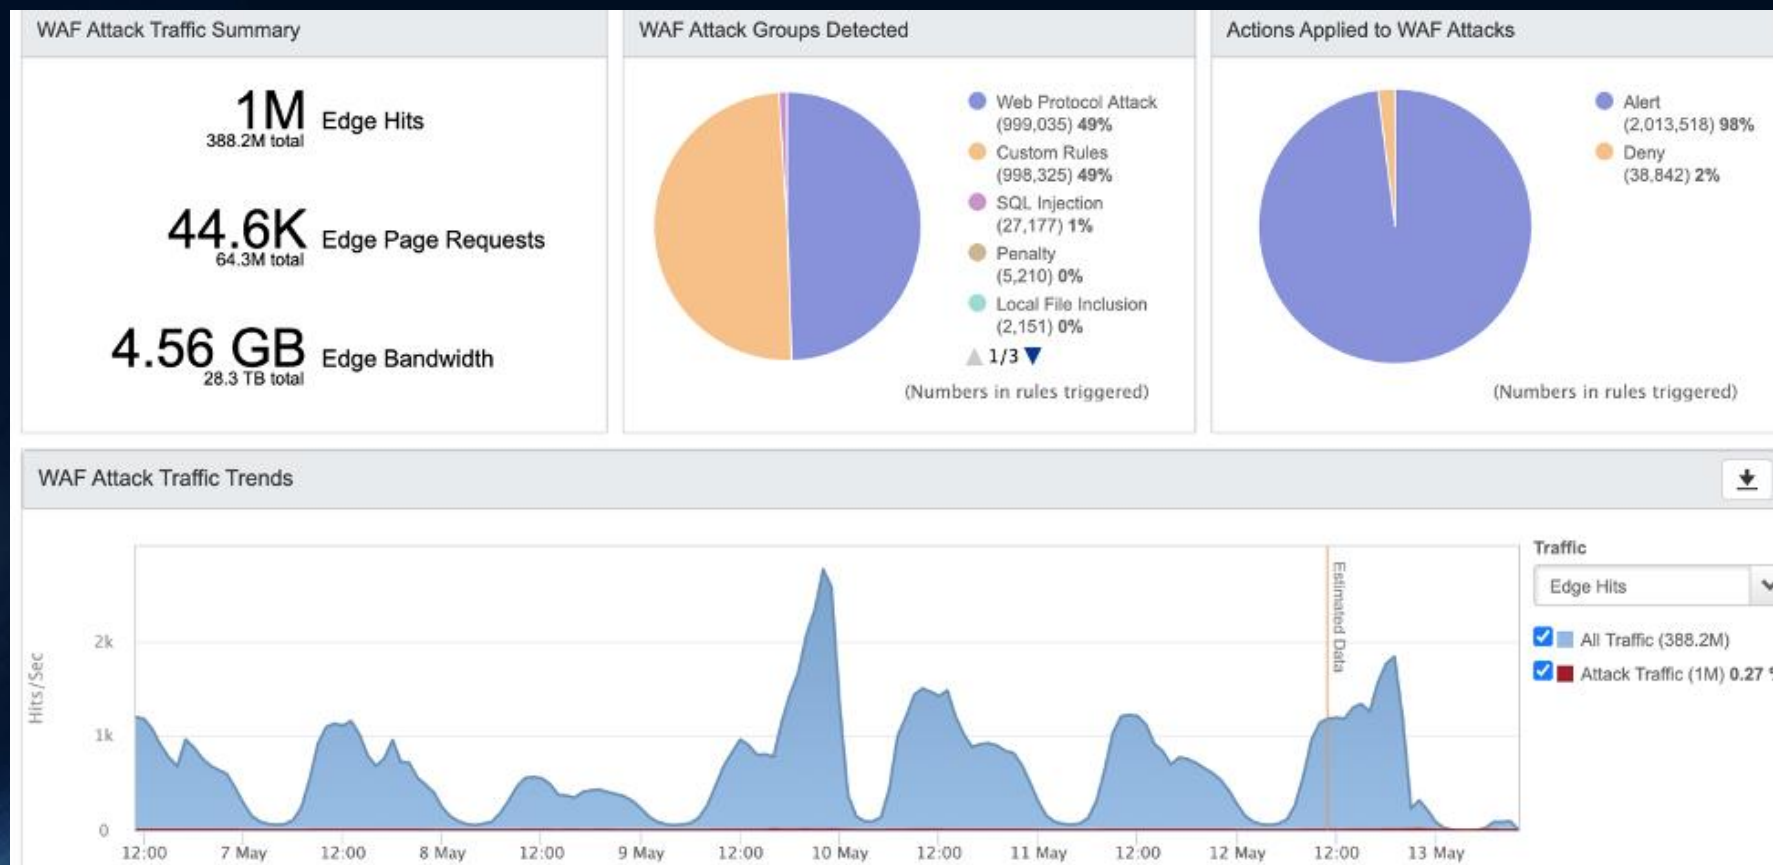 WAF Attack Traffic Summary
1M Edge Hits
388.2M total
44.6K Edge Page Requests
64.3M total
4.56 GB Edge Bandwidth
28.3 TB total
WAF Attack Groups Detected
Web Protocol Attack
(999,035) 49%
Custom Rules
(998,325) 49%
SQL Injection
(27,177) 1%
Penalty
(5,210) 0%
Local File Inclusion
(2,151) 0%
1/3
(Numbers in rules triggered)
Actions Applied to WAF Attacks
Alert
(2,013,518) 98%
Deny
(38,842) 2%
(Numbers in rules triggered)
WAF Attack Traffic Trends
Hits/Sec
2k
1k
0
Estimated Data
12:00 7 May 12:00 8 May 12:00 9 May 12:00 10 May 12:00 11 May 12:00 12 May 12:00 13 May
Traffic
Edge Hits
All Traffic (388.2M)
Attack Traffic (1M) 0.27 %